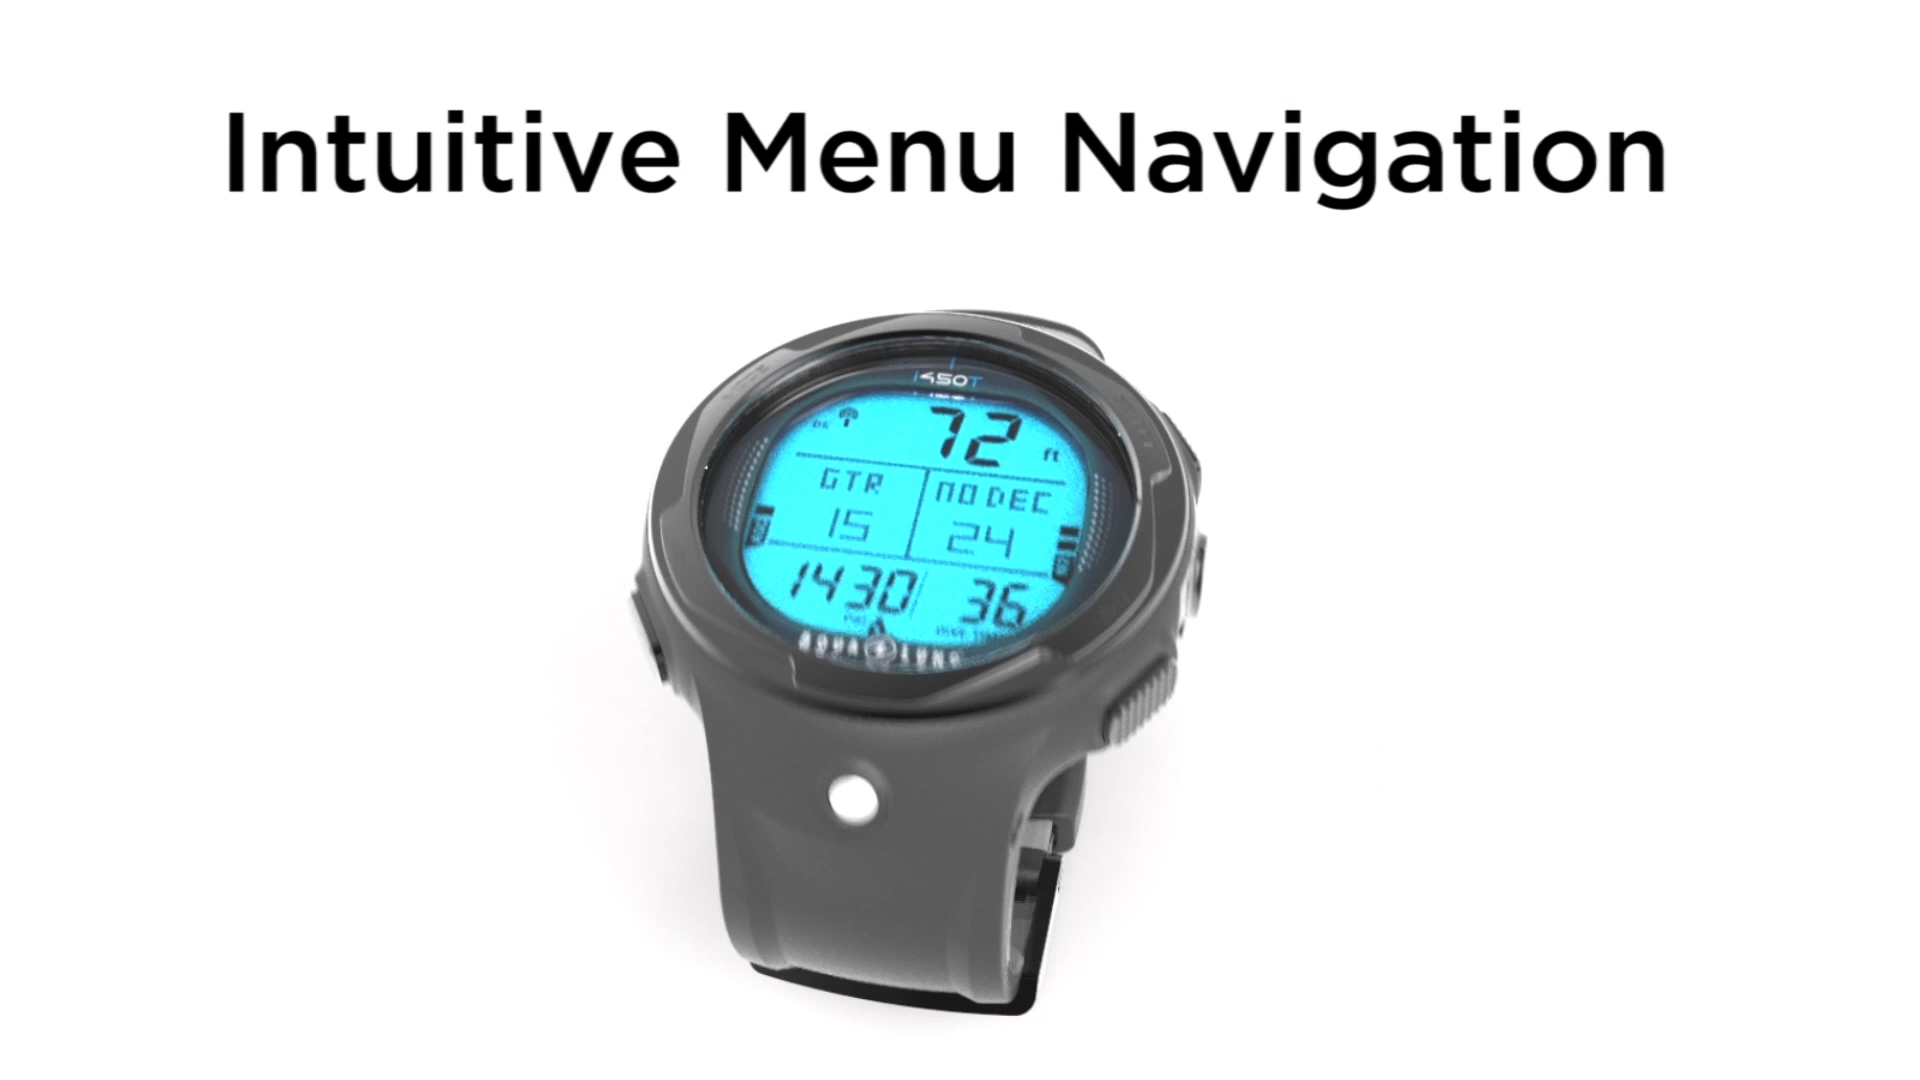 Intuitive Menu Navigation
i450T
72 ft
GTR NO DEC
15 24
1430 36
AQUA LUNG